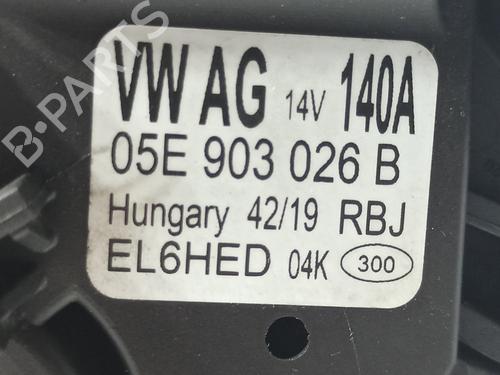 VW AG 14V 140A
05E 903 026 B
Hungary 42/19 RBJ
EL6HED 04K 300
B-PARTS